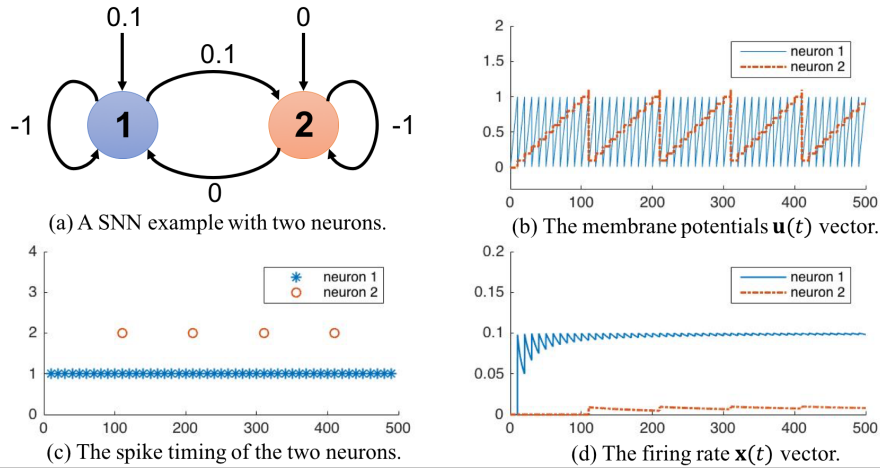 0.1
0
0.1
-1
1
2
-1
0
(a) A SNN example with two neurons.
2
1.5
1
0.5
0
neuron 1
neuron 2
0 100 200 300 400 500
(b) The membrane potentials u(t) vector.
4
3
2
1
0
neuron 1
neuron 2
0 100 200 300 400 500
(c) The spike timing of the two neurons.
0.2
0.15
0.1
0.05
0
neuron 1
neuron 2
0 100 200 300 400 500
(d) The firing rate x(t) vector.